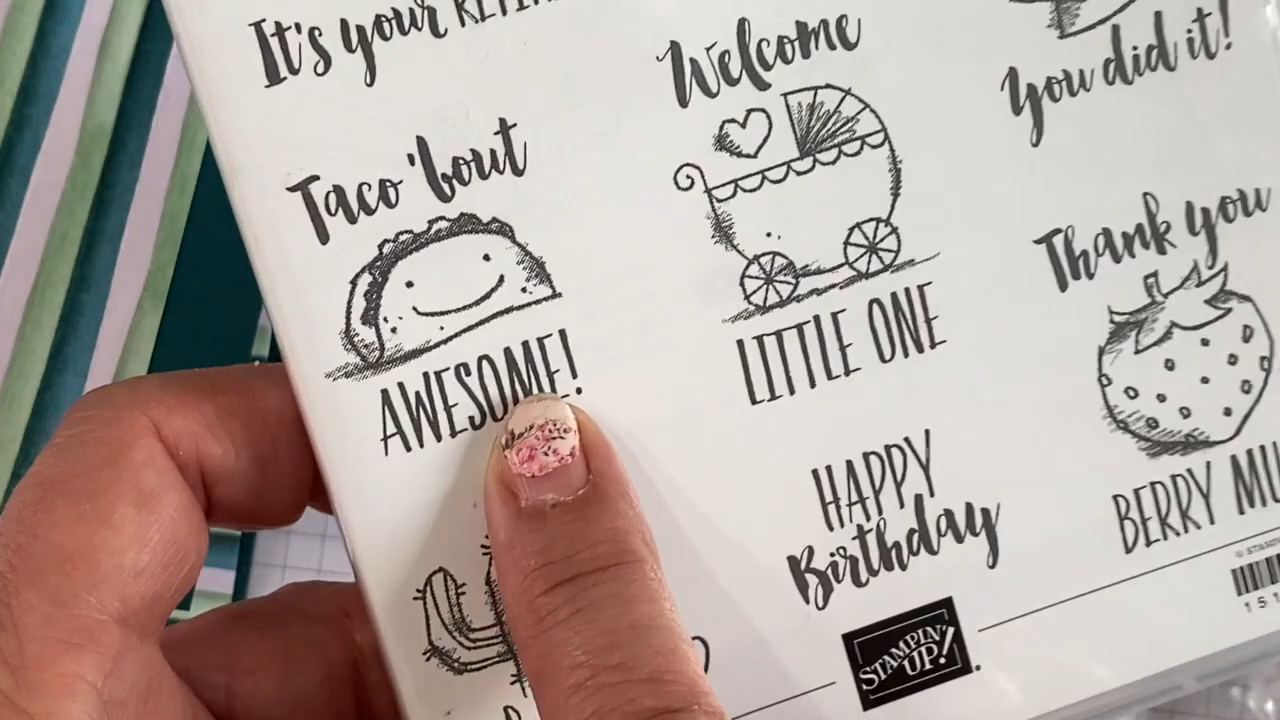 It's your
Welcome
You did it!
Taco 'bout
AWESOME!
LITTLE ONE
Thank you
BERRY
HAPPY
Birthday
STAMPIN'
UP!